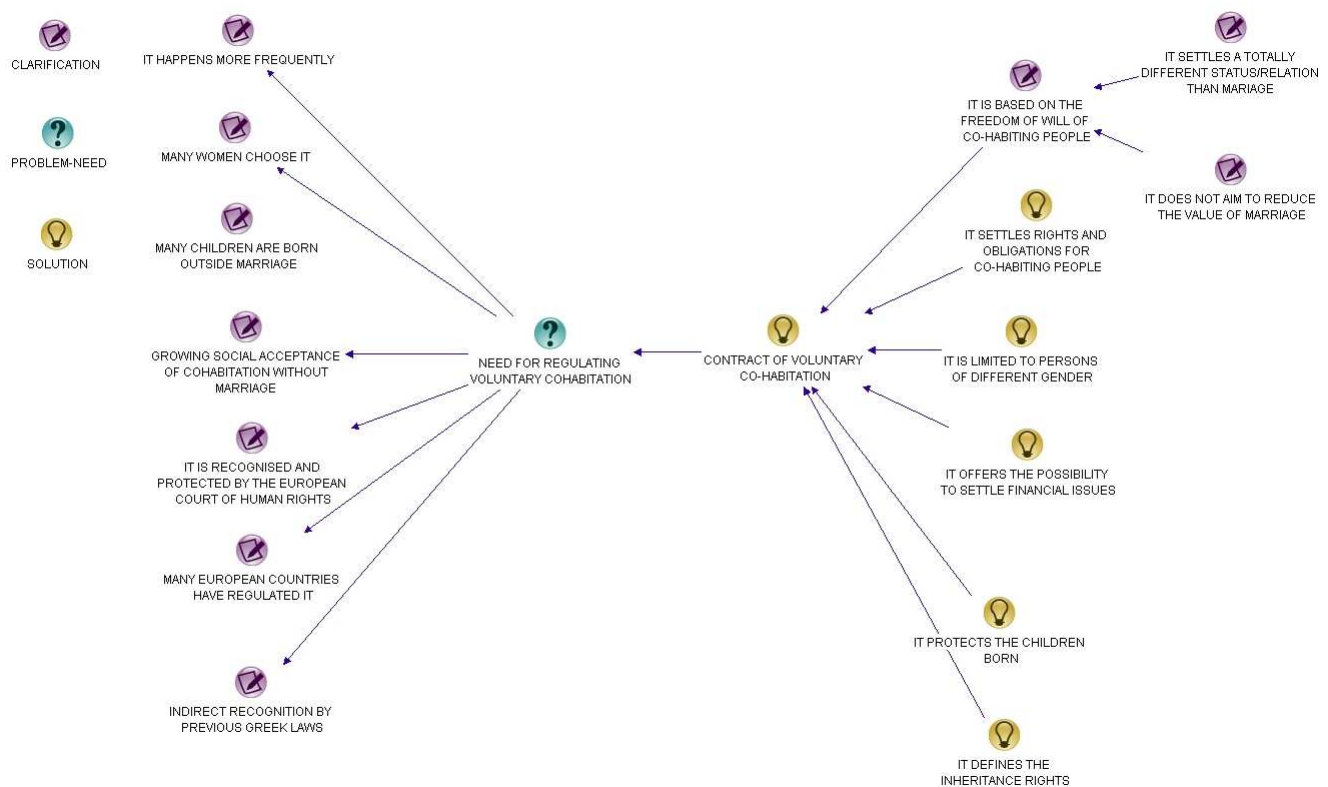 CLARIFICATION
PROBLEM-NEED
SOLUTION
IT HAPPENS MORE FREQUENTLY
MANY WOMEN CHOOSE IT
MANY CHILDREN ARE BORN
OUTSIDE MARRIAGE
GROWING SOCIAL ACCEPTANCE
OF COHABITATION WITHOUT
MARRIAGE
IT IS RECOGNISED AND
PROTECTED BY THE EUROPEAN
COURT OF HUMAN RIGHTS
MANY EUROPEAN COUNTRIES
HAVE REGULATED IT
INDIRECT RECOGNITION BY
PREVIOUS GREEK LAWS
NEED FOR REGULATING
VOLUNTARY COHABITATION
CONTRACT OF VOLUNTARY
CO-HABITATION
IT IS BASED ON THE
FREEDOM OF WILL OF
CO-HABITING PEOPLE
IT SETTLES A TOTALLY
DIFFERENT STATUS/RELATION
THAN MARIAGE
IT DOES NOT AIM TO REDUCE
THE VALUE OF MARRIAGE
IT SETTLES RIGHTS AND
OBLIGATIONS FOR
CO-HABITING PEOPLE
IT IS LIMITED TO PERSONS
OF DIFFERENT GENDER
IT OFFERS THE POSSIBILITY
TO SETTLE FINANCIAL ISSUES
IT PROTECTS THE CHILDREN
BORN
IT DEFINES THE
INHERITANCE RIGHTS